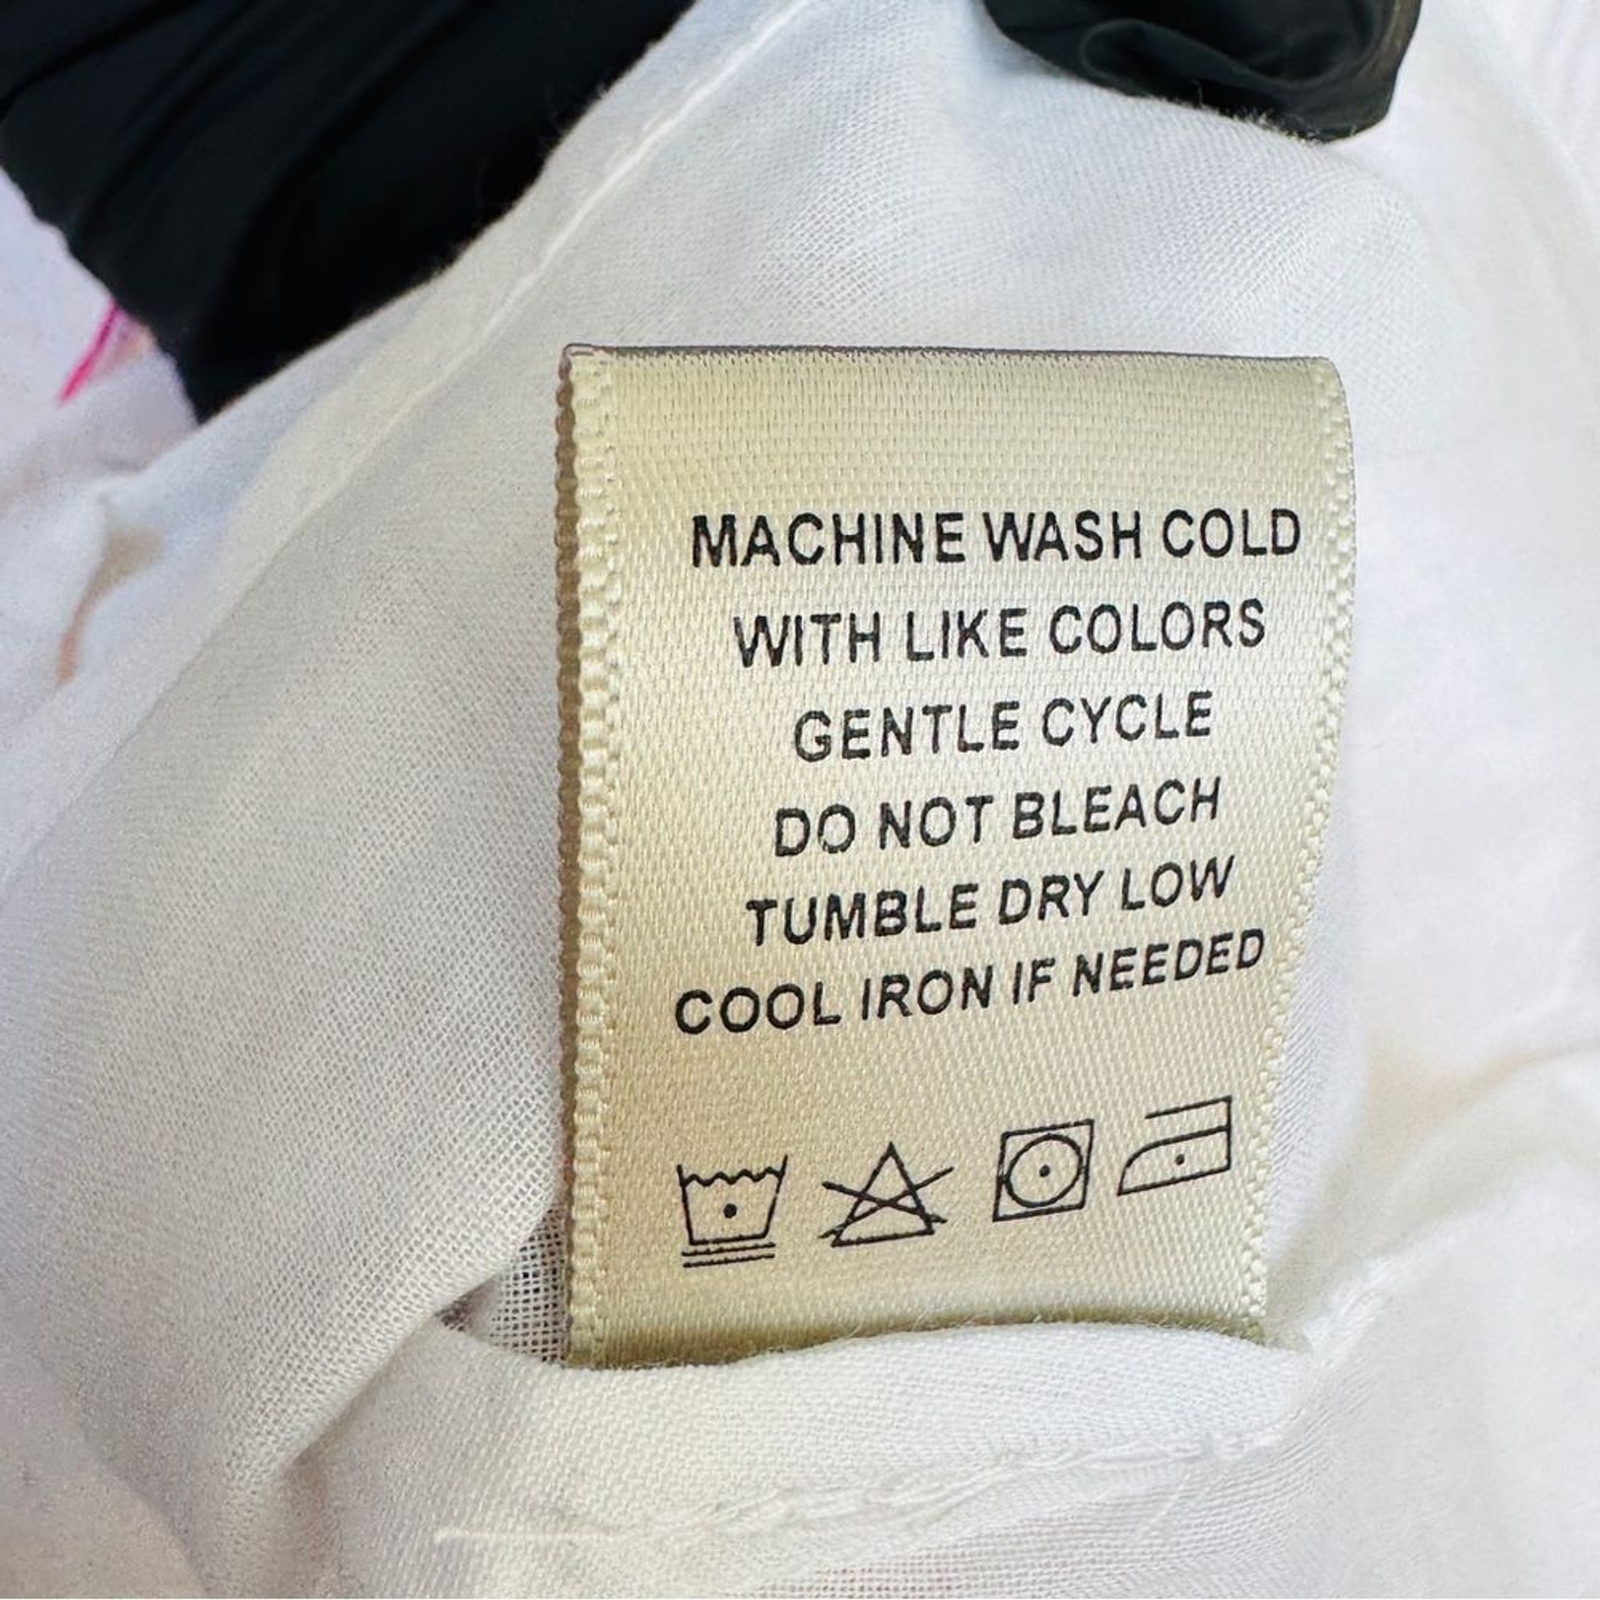 MACHINE WASH COLD
WITH LIKE COLORS
GENTLE CYCLE
DO NOT BLEACH
TUMBLE DRY LOW
COOL IRON IF NEEDED